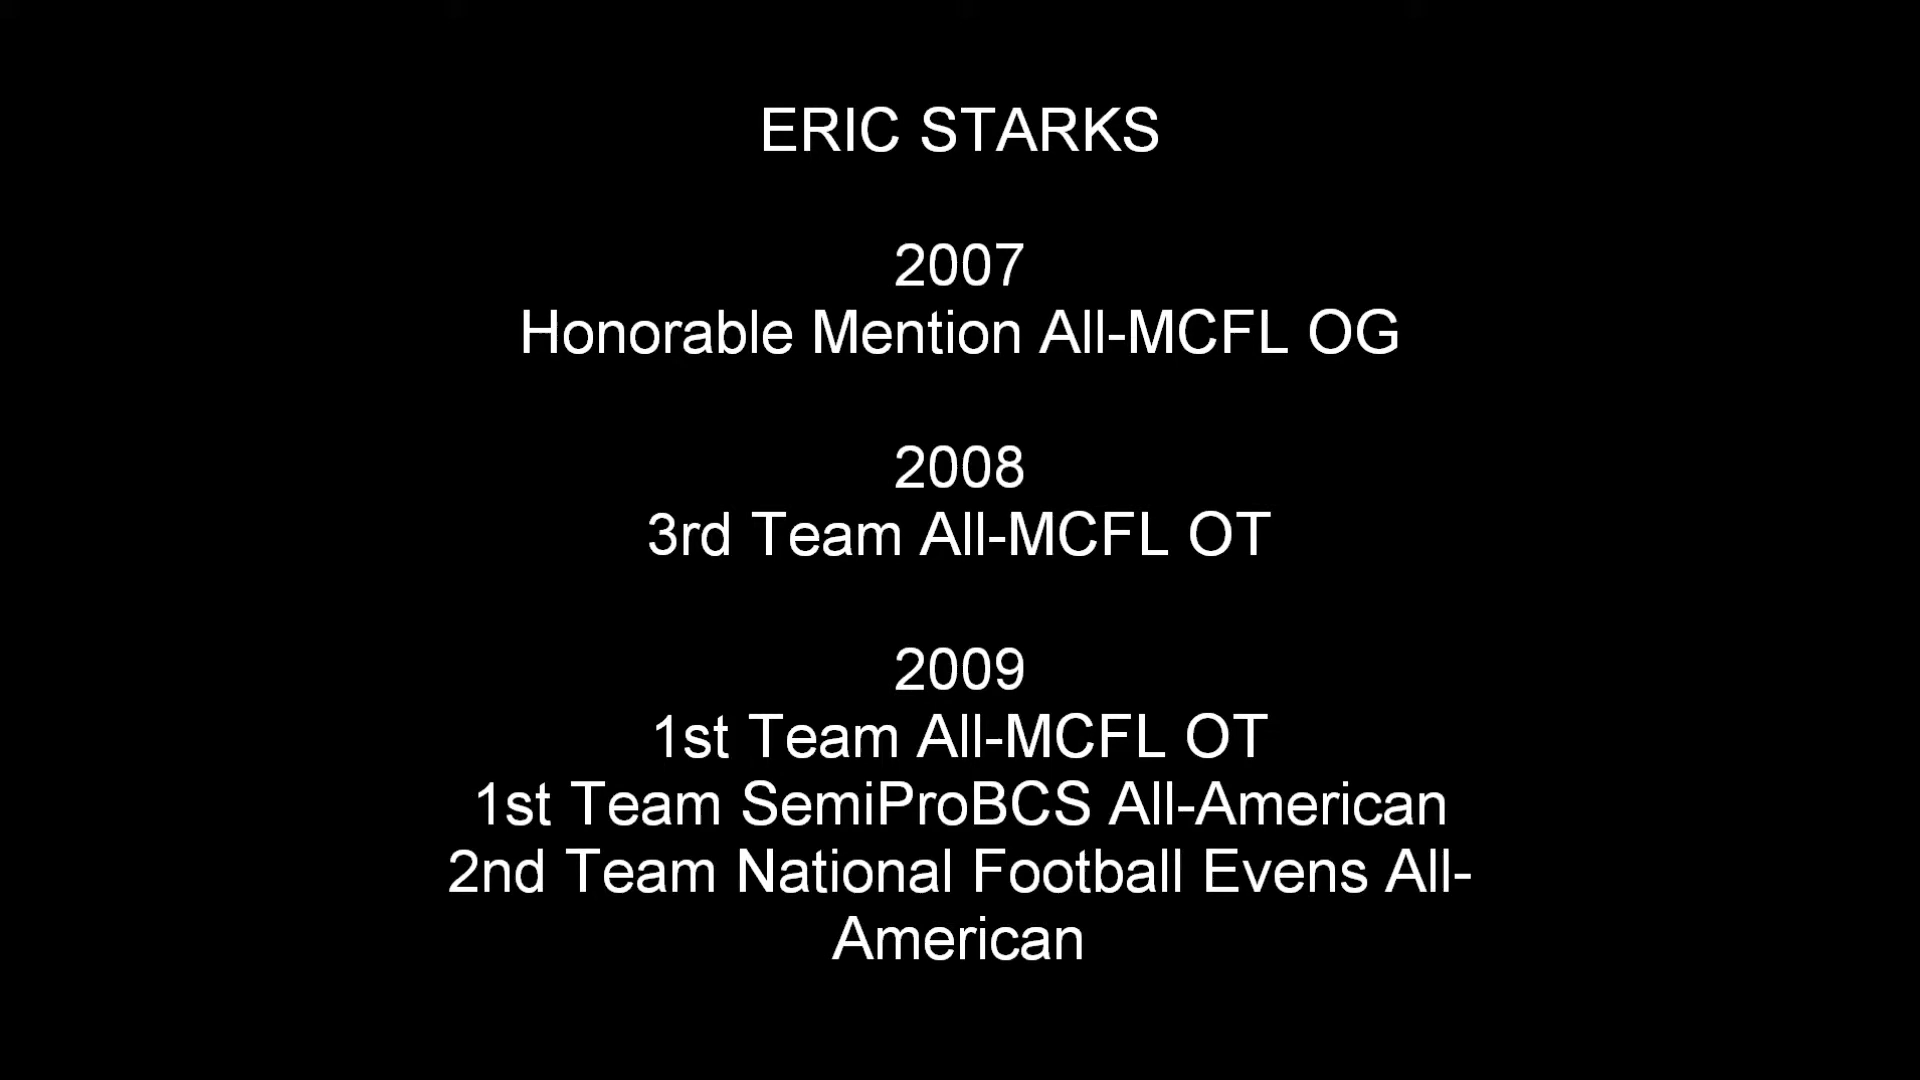 ERIC STARKS
2007
Honorable Mention All-MCFL OG
2008
3rd Team All-MCFL OT
2009
1st Team All-MCFL OT
1st Team SemiProBCS All-American
2nd Team National Football Evens All-
American